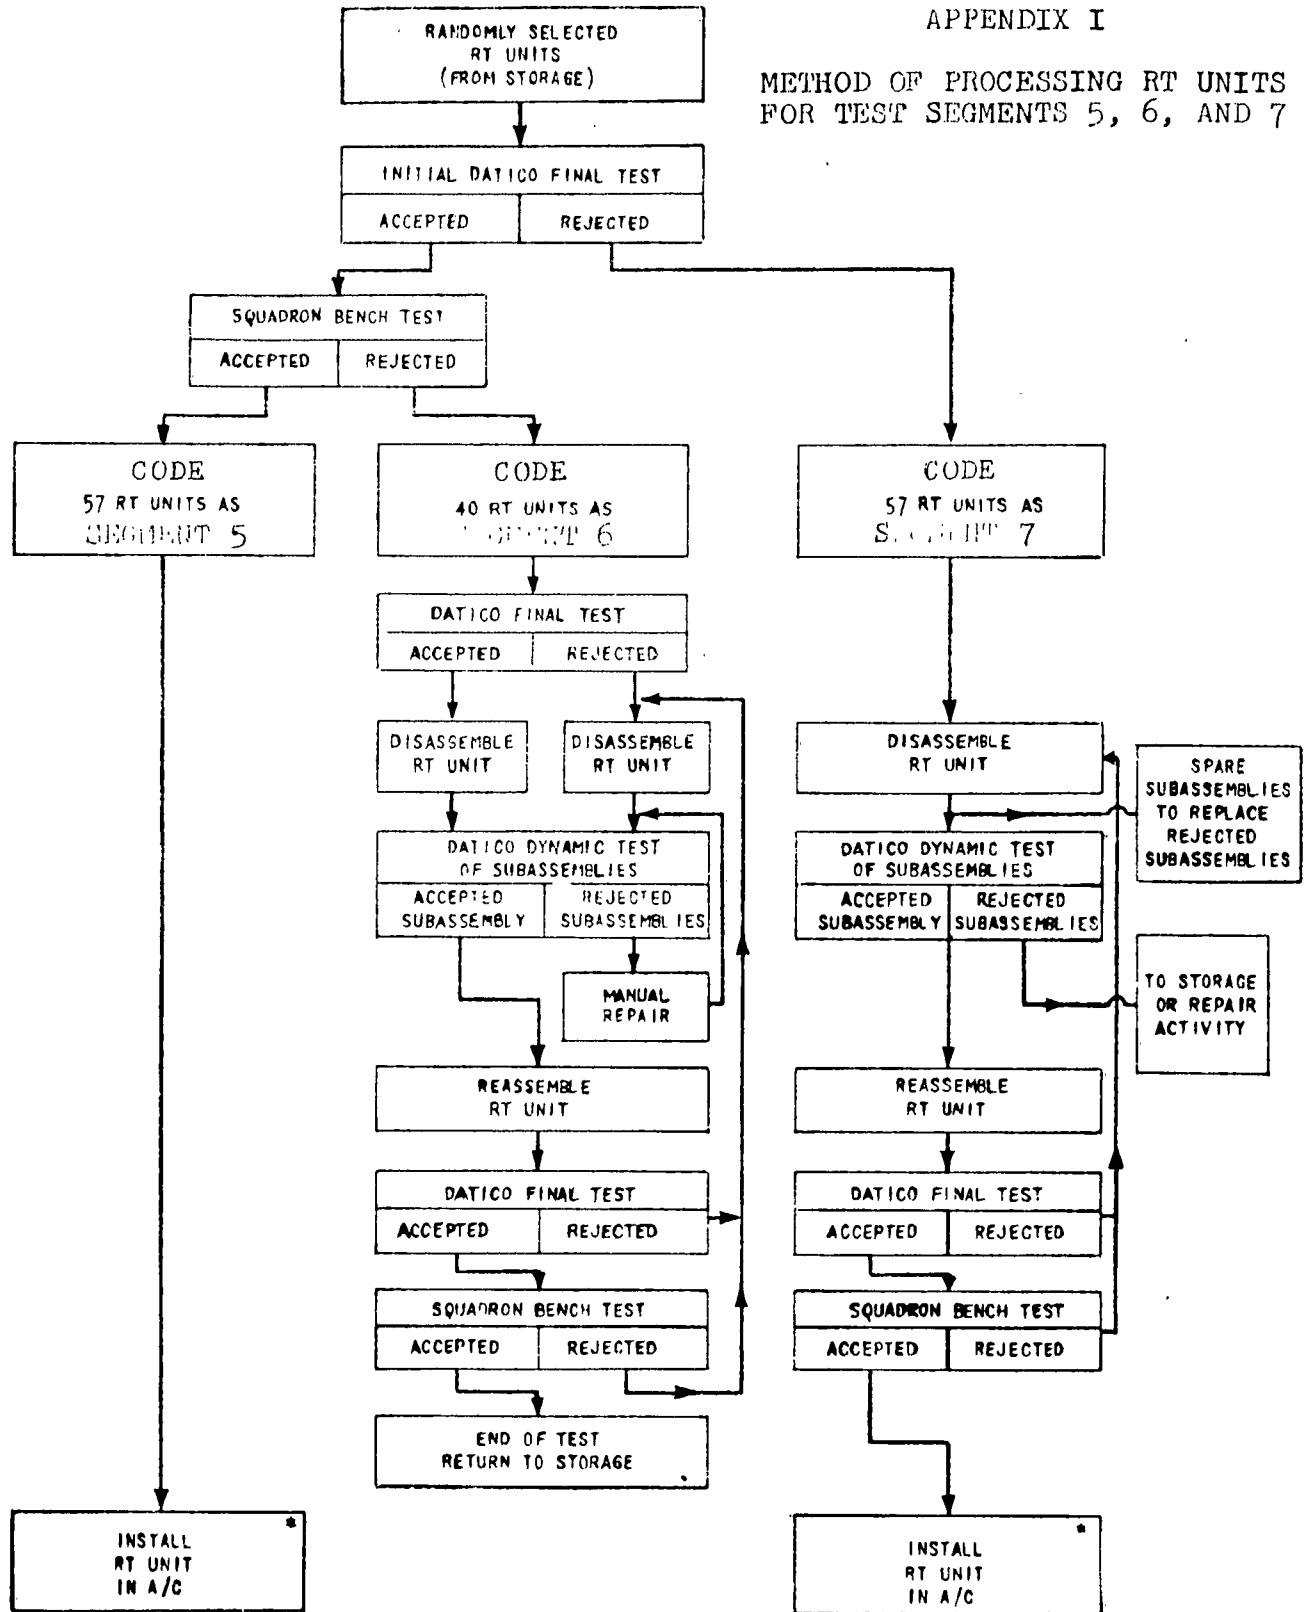 APPENDIX I
METHOD OF PROCESSING RT UNITS
FOR TEST SEGMENTS 5, 6, AND 7
RANDOMLY SELECTED
RT UNITS
(FROM STORAGE)
INITIAL DATICO FINAL TEST
ACCEPTED
REJECTED
SQUADRON BENCH TEST
ACCEPTED
REJECTED
CODE
57 RT UNITS AS
SEGMENT 5
CODE
40 RT UNITS AS
6
CODE
57 RT UNITS AS
7
DATICO FINAL TEST
ACCEPTED
REJECTED
DISASSEMBLE
RT UNIT
DISASSEMBLE
RT UNIT
DATICO DYNAMIC TEST
OF SUBASSEMBLIES
ACCEPTED
SUBASSEMBLY
REJECTED
SUBASSEMBLIES
MANUAL
REPAIR
REASSEMBLE
RT UNIT
DATICO FINAL TEST
ACCEPTED
REJECTED
SQUADRON BENCH TEST
ACCEPTED
REJECTED
END OF TEST
RETURN TO STORAGE
DISASSEMBLE
RT UNIT
SPARE
SUBASSEMBLIES
TO REPLACE
REJECTED
SUBASSEMBLIES
DATICO DYNAMIC TEST
OF SUBASSEMBLIES
ACCEPTED
SUBASSEMBLY
REJECTED
SUBASSEMBLIES
TO STORAGE
OR REPAIR
ACTIVITY
REASSEMBLE
RT UNIT
DATICO FINAL TEST
ACCEPTED
REJECTED
SQUADRON BENCH TEST
ACCEPTED
REJECTED
*
INSTALL
RT UNIT
IN A/C
*
INSTALL
RT UNIT
IN A/C